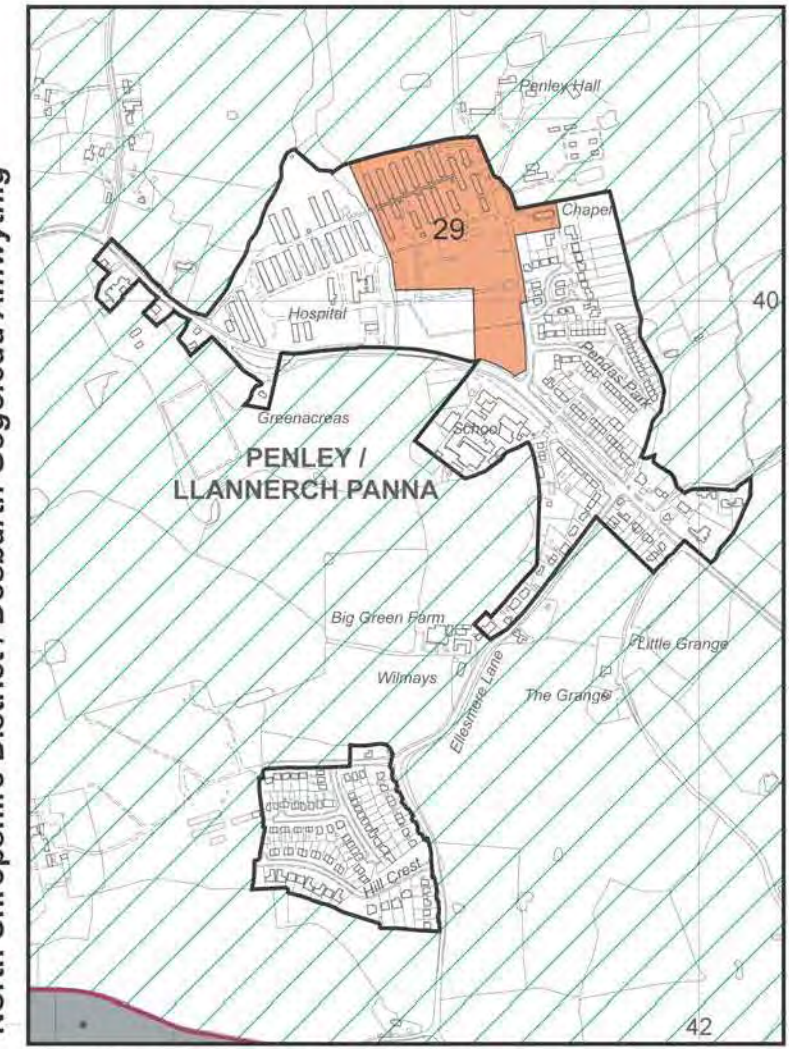 Penley Hall
Chapel
29
40
Hospital
Pendas Park
Greenacreas
School
PENLEY /
LLANNERCH PANNA
Big Green Farm
Little Grange
Wilmays
The Grange
Ellesmere Lane
Hill Crest
42